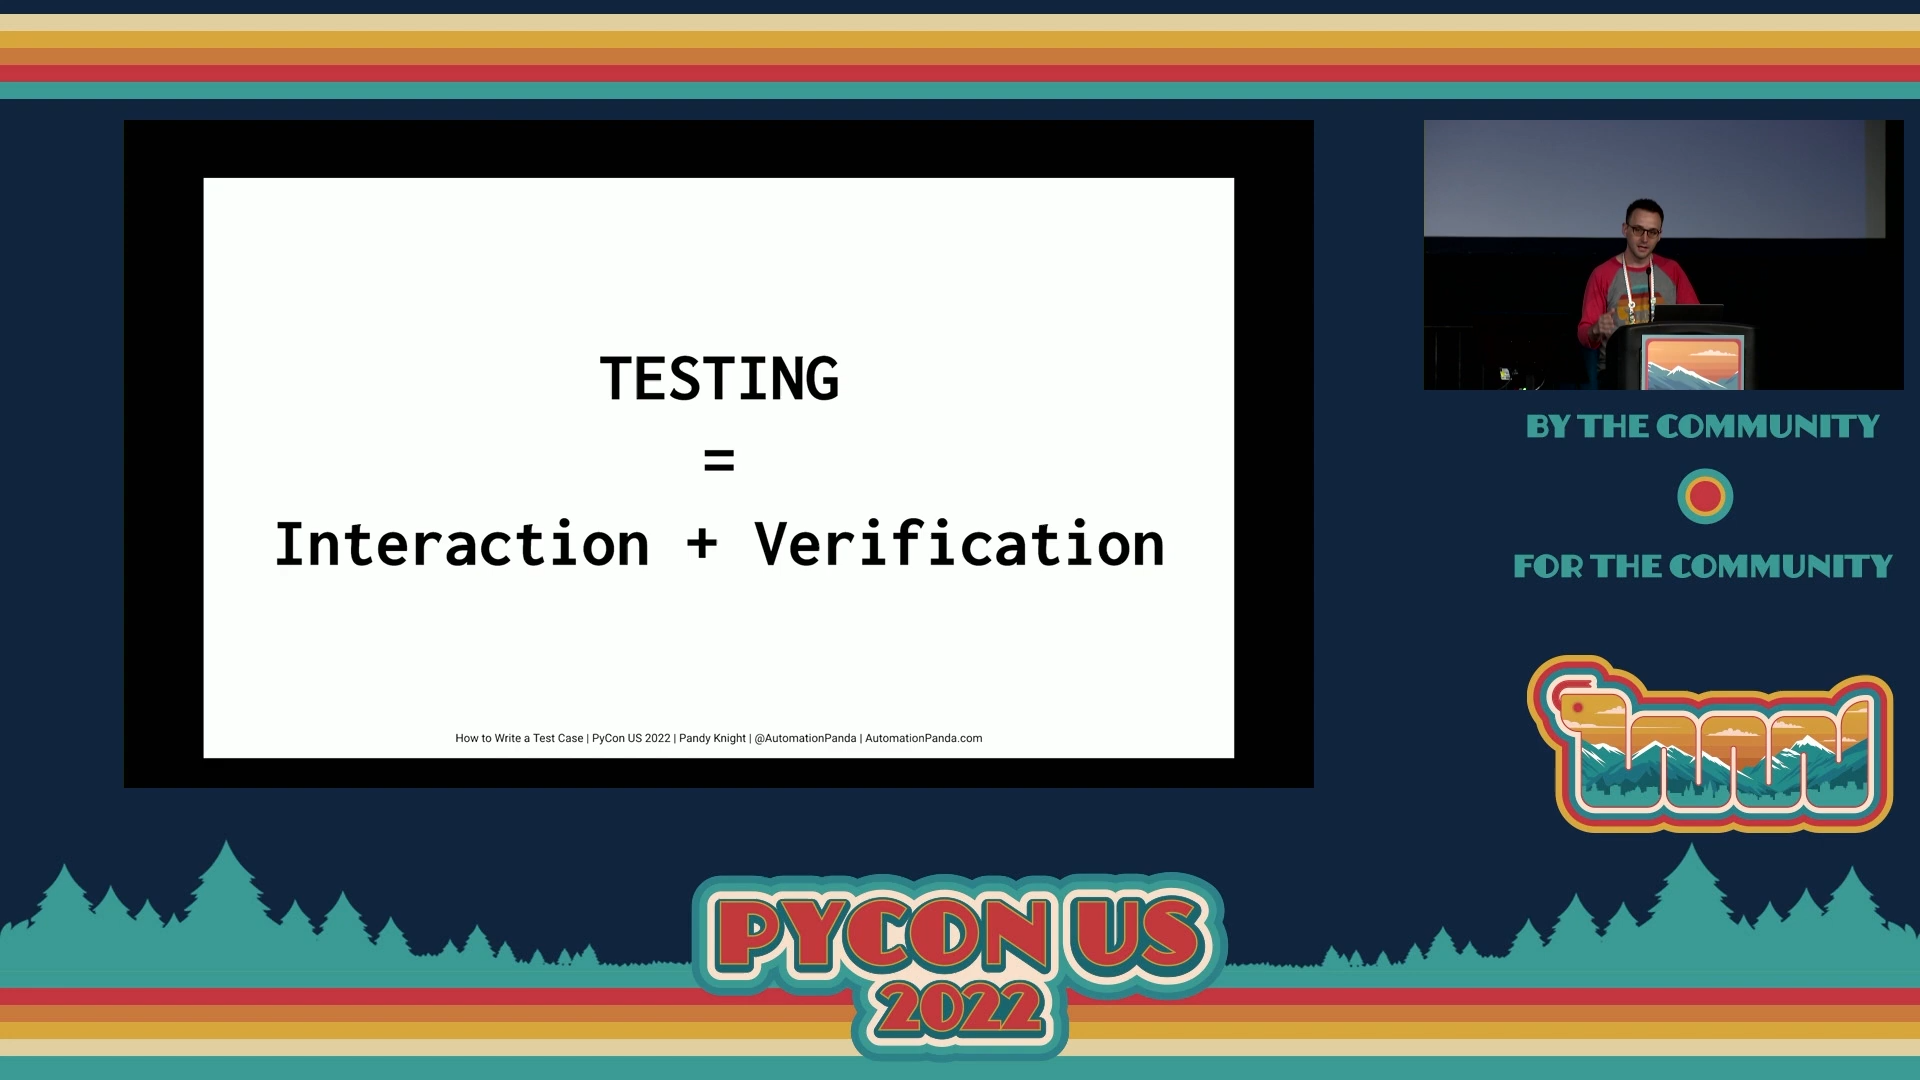 TESTING
=
Interaction + Verification
How to Write a Test Case | PyCon US 2022 | Pandy Knight | @AutomationPanda | AutomationPanda.com
BY THE COMMUNITY
FOR THE COMMUNITY
PYCON US
2022